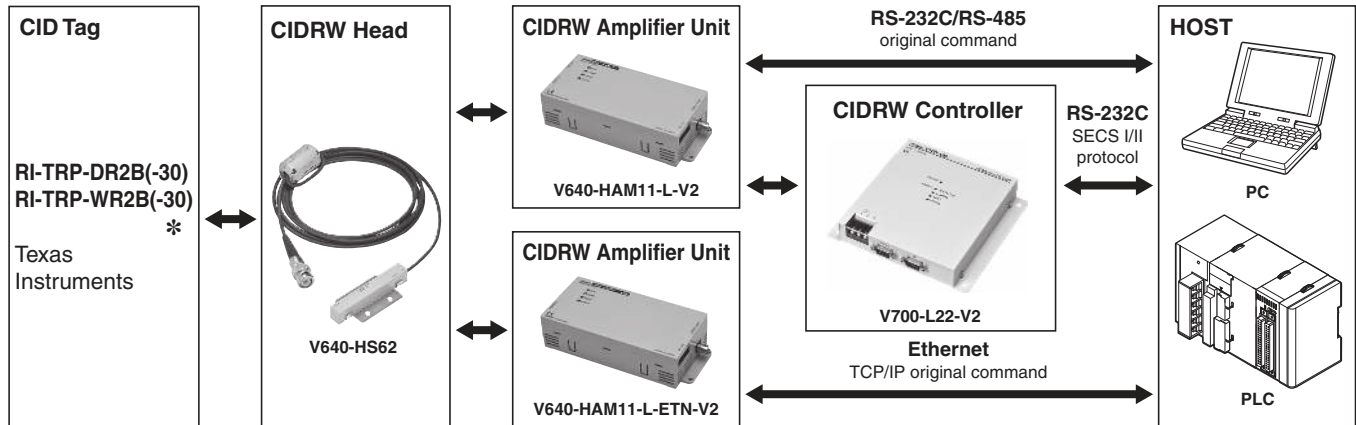 CID Tag
RI-TRP-DR2B(-30)
RI-TRP-WR2B(-30)
*
Texas
Instruments
CIDRW Head
V640-HS62
CIDRW Amplifier Unit
V640-HAM11-L-V2
CIDRW Amplifier Unit
V640-HAM11-L-ETN-V2
RS-232C/RS-485
original command
CIDRW Controller
V700-L22-V2
RS-232C
SECS I/II
protocol
Ethernet
TCP/IP original command
HOST
PC
PLC